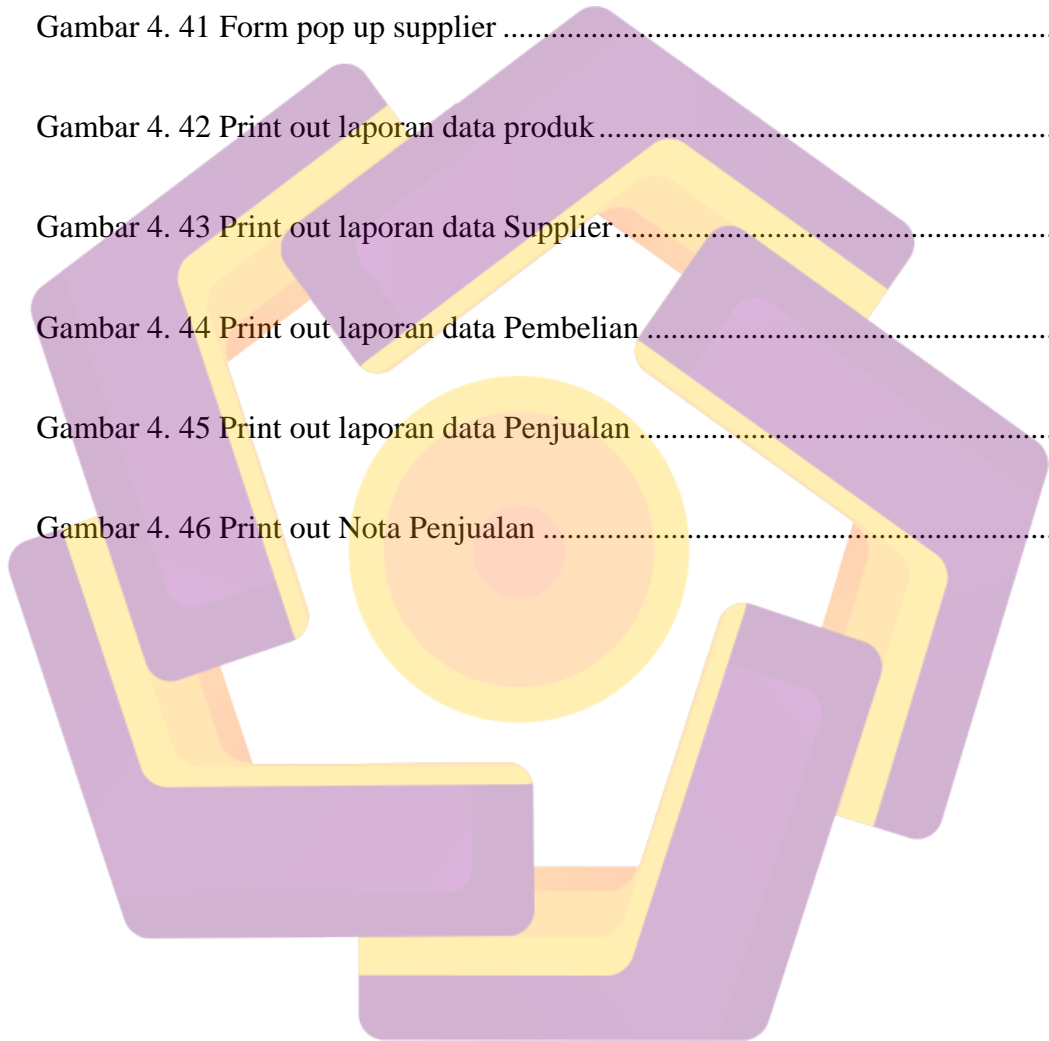 Gambar 4. 41 Form pop up supplier ..................................................................
Gambar 4. 42 Print out laporan data produk ......................................................
Gambar 4. 43 Print out laporan data Supplier ....................................................
Gambar 4. 44 Print out laporan data Pembelian .................................................
Gambar 4. 45 Print out laporan data Penjualan .................................................
Gambar 4. 46 Print out Nota Penjualan .............................................................